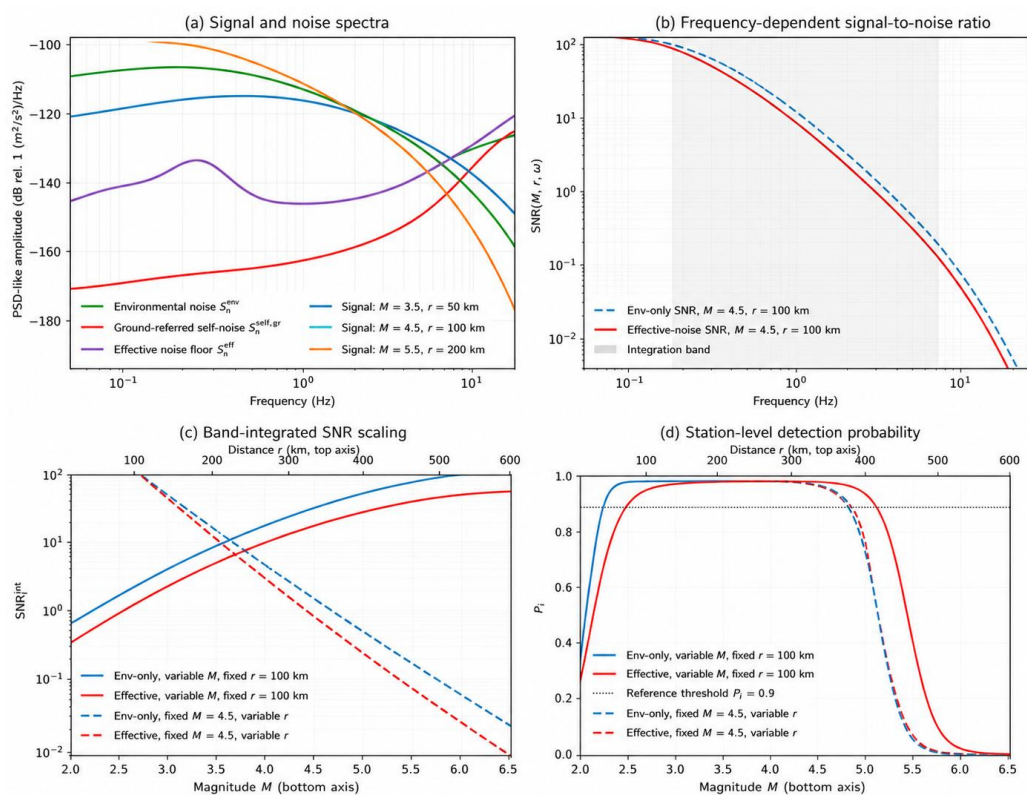 (a) Signal and noise spectra
PSD-like amplitude (dB rel. 1 (m²/s²)/Hz)
−100
−120
−140
−160
−180
Environmental noise Sₙᵉⁿᵛ
Ground-referred self-noise Sₙˢᵉˡᶠ,ᵍʳ
Effective noise floor Sₙᵉᶠᶠ
Signal: M = 3.5, r = 50 km
Signal: M = 4.5, r = 100 km
Signal: M = 5.5, r = 200 km
10⁻¹ 10⁰ 10¹
Frequency (Hz)
(b) Frequency-dependent signal-to-noise ratio
SNR(M, r, ω)
10²
10¹
10⁰
10⁻¹
10⁻²
Env-only SNR, M = 4.5, r = 100 km
Effective-noise SNR, M = 4.5, r = 100 km
Integration band
10⁻¹ 10⁰ 10¹
Frequency (Hz)
(c) Band-integrated SNR scaling
Distance r (km, top axis)
0 100 200 300 400 500 600
SNRᵢⁱⁿᵗ
10²
10¹
10⁰
10⁻¹
10⁻²
Env-only, variable M, fixed r = 100 km
Effective, variable M, fixed r = 100 km
Env-only, fixed M = 4.5, variable r
Effective, fixed M = 4.5, variable r
2.0 2.5 3.0 3.5 4.0 4.5 5.0 5.5 6.0 6.5
Magnitude M (bottom axis)
(d) Station-level detection probability
Distance r (km, top axis)
0 100 200 300 400 500 600
Pᵢ
1.0
0.8
0.6
0.4
0.2
0.0
Env-only, variable M, fixed r = 100 km
Effective, variable M, fixed r = 100 km
Reference threshold Pᵢ = 0.9
Env-only, fixed M = 4.5, variable r
Effective, fixed M = 4.5, variable r
2.0 2.5 3.0 3.5 4.0 4.5 5.0 5.5 6.0 6.5
Magnitude M (bottom axis)